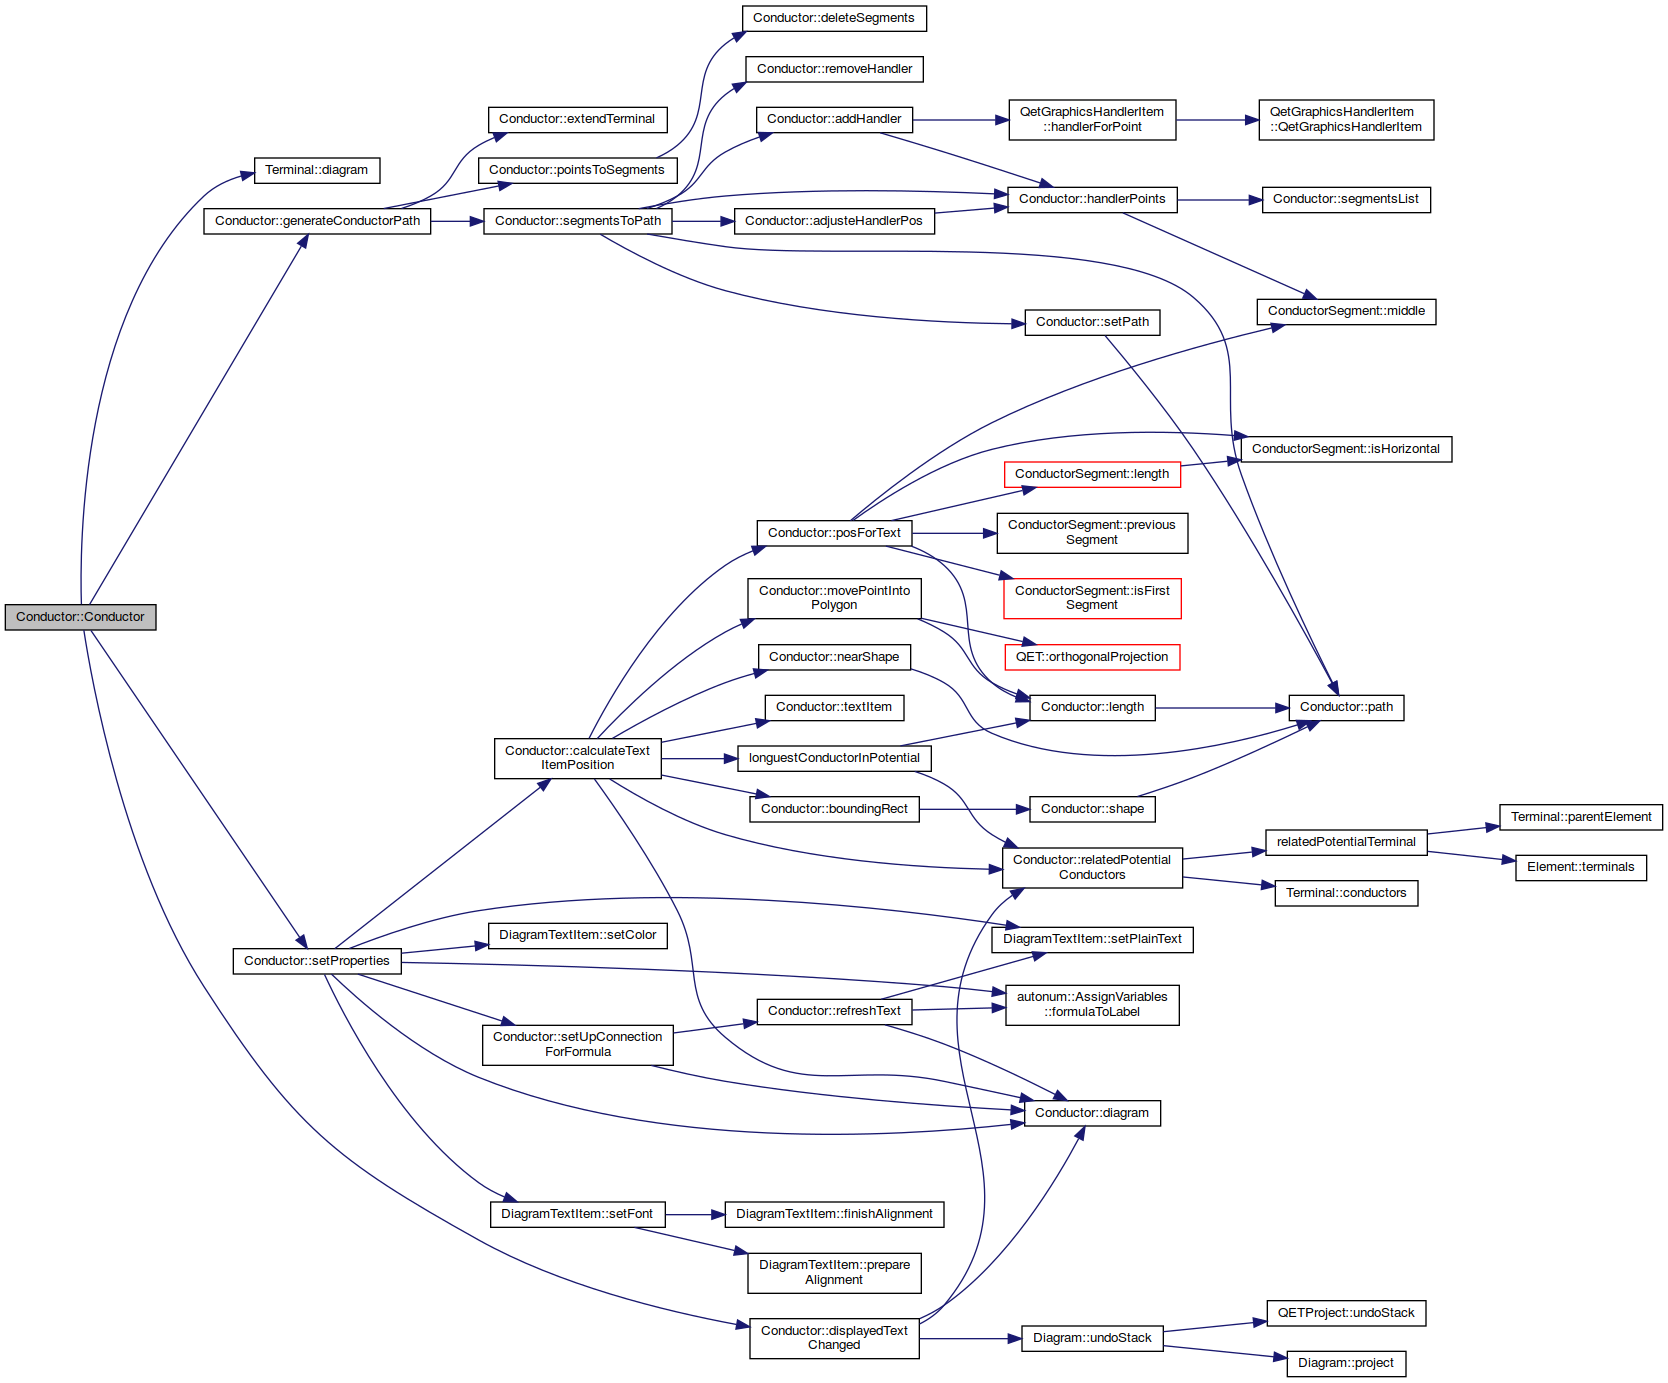 Conductor::deleteSegments
Conductor::removeHandler
Conductor::extendTerminal
Conductor::addHandler
QetGraphicsHandlerItem
::handlerForPoint
QetGraphicsHandlerItem
::QetGraphicsHandlerItem
Terminal::diagram
Conductor::pointsToSegments
Conductor::handlerPoints
Conductor::segmentsList
Conductor::generateConductorPath
Conductor::segmentsToPath
Conductor::adjusteHandlerPos
ConductorSegment::middle
Conductor::setPath
ConductorSegment::isHorizontal
ConductorSegment::length
Conductor::posForText
ConductorSegment::previous
Segment
Conductor::movePointInto
Polygon
ConductorSegment::isFirst
Segment
Conductor::Conductor
Conductor::nearShape
QET::orthogonalProjection
Conductor::textItem
Conductor::length
Conductor::path
Conductor::calculateText
ItemPosition
longuestConductorInPotential
Conductor::boundingRect
Conductor::shape
Terminal::parentElement
relatedPotentialTerminal
Conductor::relatedPotential
Conductors
Element::terminals
Terminal::conductors
DiagramTextItem::setColor
DiagramTextItem::setPlainText
Conductor::setProperties
autonum::AssignVariables
::formulaToLabel
Conductor::refreshText
Conductor::setUpConnection
ForFormula
Conductor::diagram
DiagramTextItem::setFont
DiagramTextItem::finishAlignment
DiagramTextItem::prepare
Alignment
QETProject::undoStack
Conductor::displayedText
Changed
Diagram::undoStack
Diagram::project